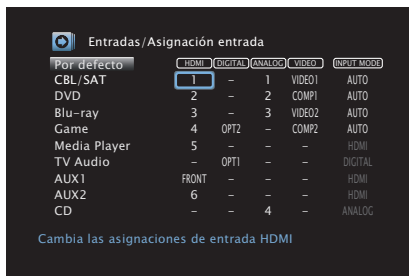 Entradas/Asignación entrada
Por defecto HDMI DIGITAL ANALOG VIDEO INPUT MODE
CBL/SAT 1 – 1 VIDEO1 AUTO
DVD 2 – 2 COMP1 AUTO
Blu-ray 3 – 3 VIDEO2 AUTO
Game 4 OPT2 – COMP2 AUTO
Media Player 5 – – – HDMI
TV Audio – OPT1 – – DIGITAL
AUX1 FRONT – – – HDMI
AUX2 6 – – – HDMI
CD – – 4 – ANALOG
Cambia las asignaciones de entrada HDMI